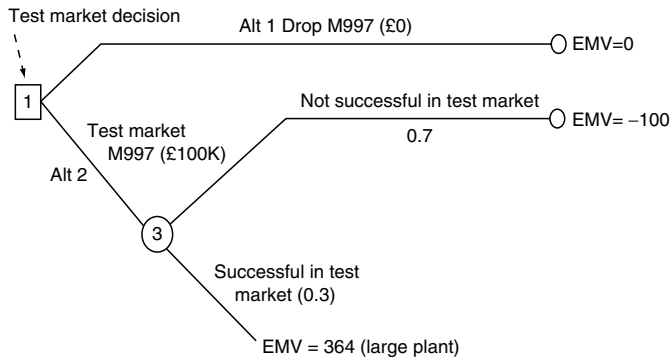 Test market decision
Alt 1 Drop M997 (£0)
EMV=0
1
Not successful in test market
EMV= −100
0.7
Test market
M997 (£100K)
Alt 2
3
Successful in test
market (0.3)
EMV = 364 (large plant)